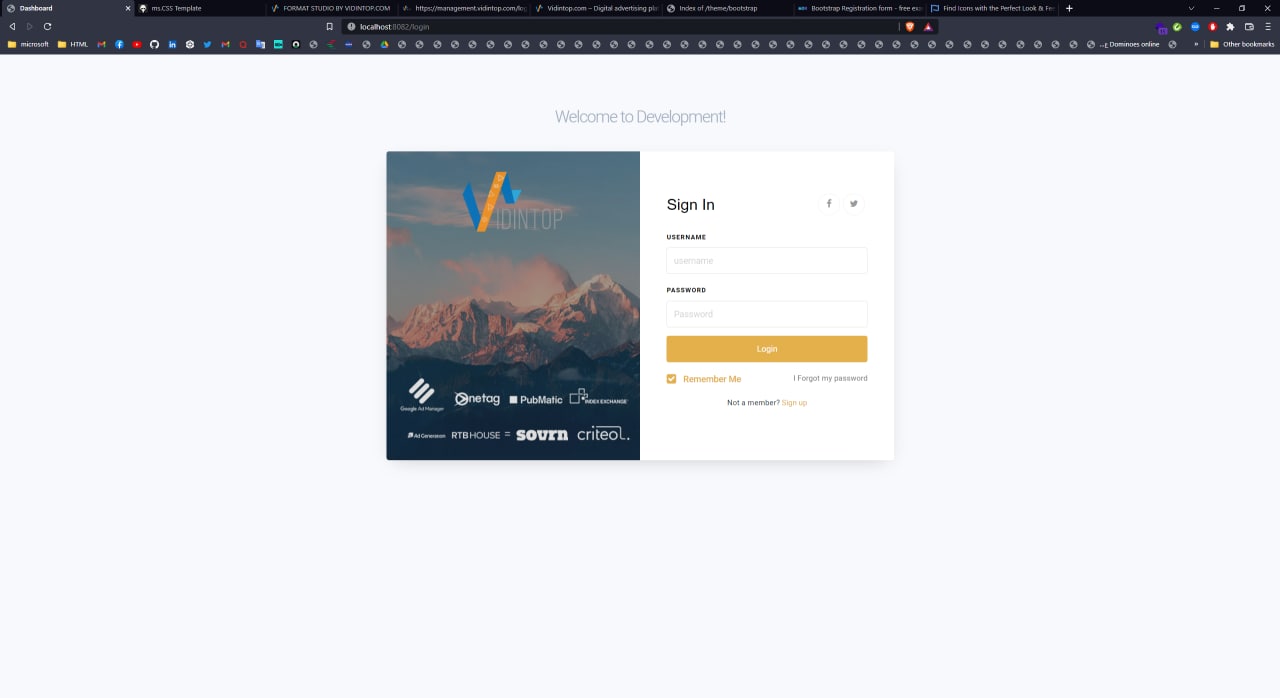 Dashboard
ms.CSS Template
FORMAT STUDIO BY VIDINTOP.COM
https://management.vidintop.com/log
Vidintop.com – Digital advertising pla
Index of /theme/bootstrap
Bootstrap Registration form - free exa
Find Icons with the Perfect Look & Fee
localhost:8082/login
microsoft
HTML
Dominoes online
Other bookmarks
Welcome to Development!
VIDINTOP
Google Ad Manager
Onetag
PubMatic
INDEX EXCHANGE
Ad Generation
RTB HOUSE =
sovrn
criteol.
Sign In
USERNAME
username
PASSWORD
Password
Login
Remember Me
I Forgot my password
Not a member? Sign up